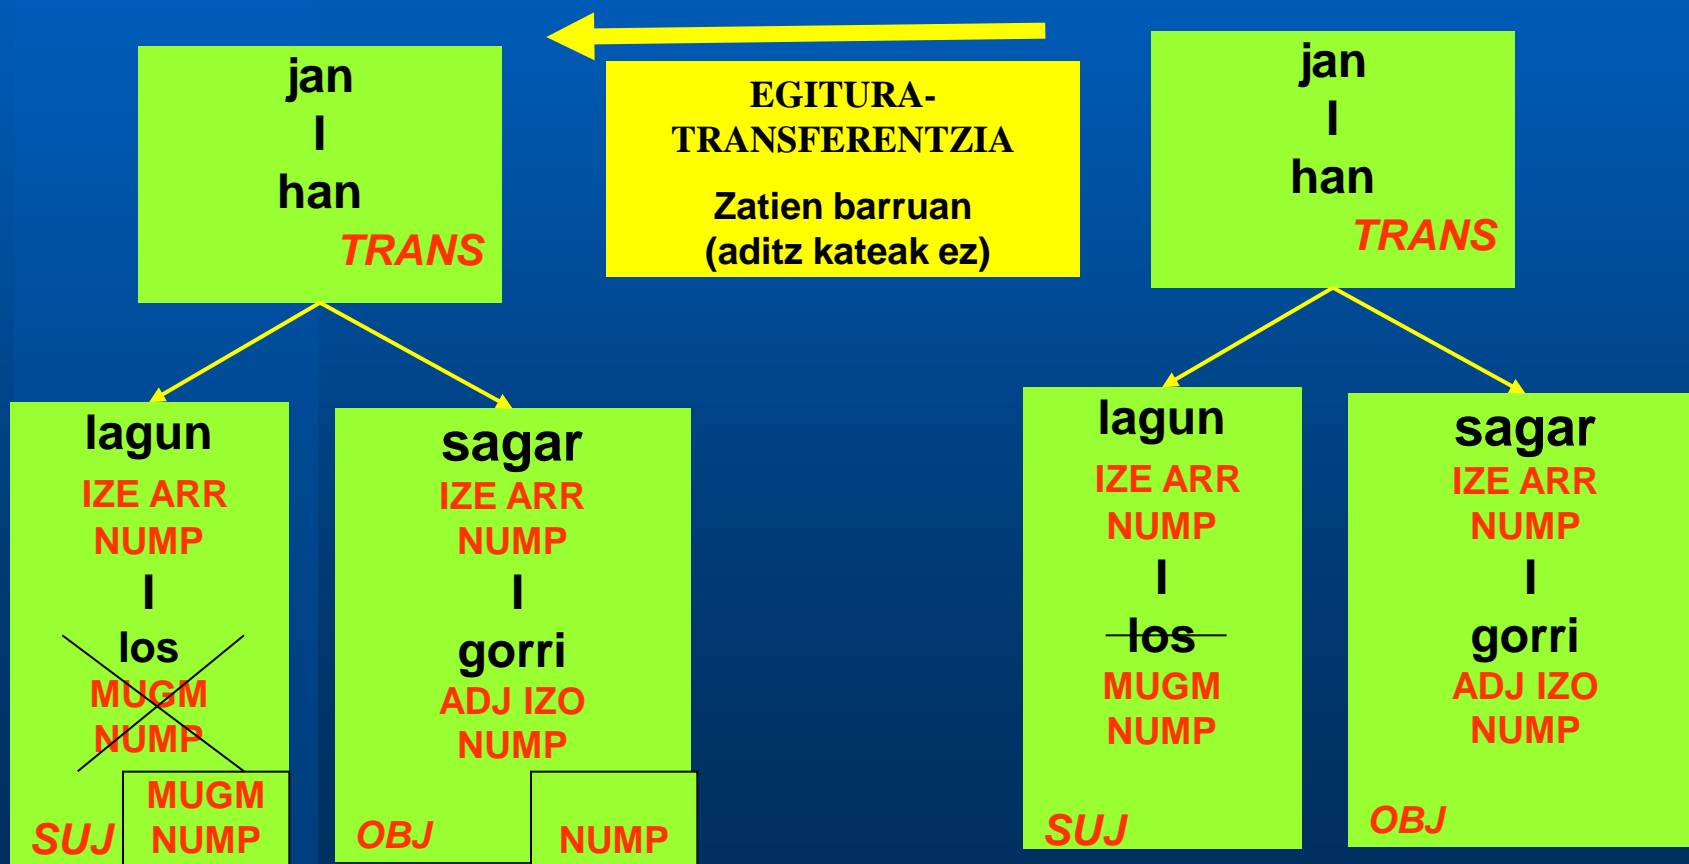 jan
I
han
TRANS
EGITURA-
TRANSFERENTZIA
Zatien barruan
(aditz kateak ez)
jan
I
han
TRANS
lagun
IZE ARR
NUMP
I
los
MUGM
NUMP
MUGM
NUMP
SUJ
sagar
IZE ARR
NUMP
I
gorri
ADJ IZO
NUMP
OBJ
NUMP
lagun
IZE ARR
NUMP
I
los
MUGM
NUMP
SUJ
sagar
IZE ARR
NUMP
I
gorri
ADJ IZO
NUMP
OBJ